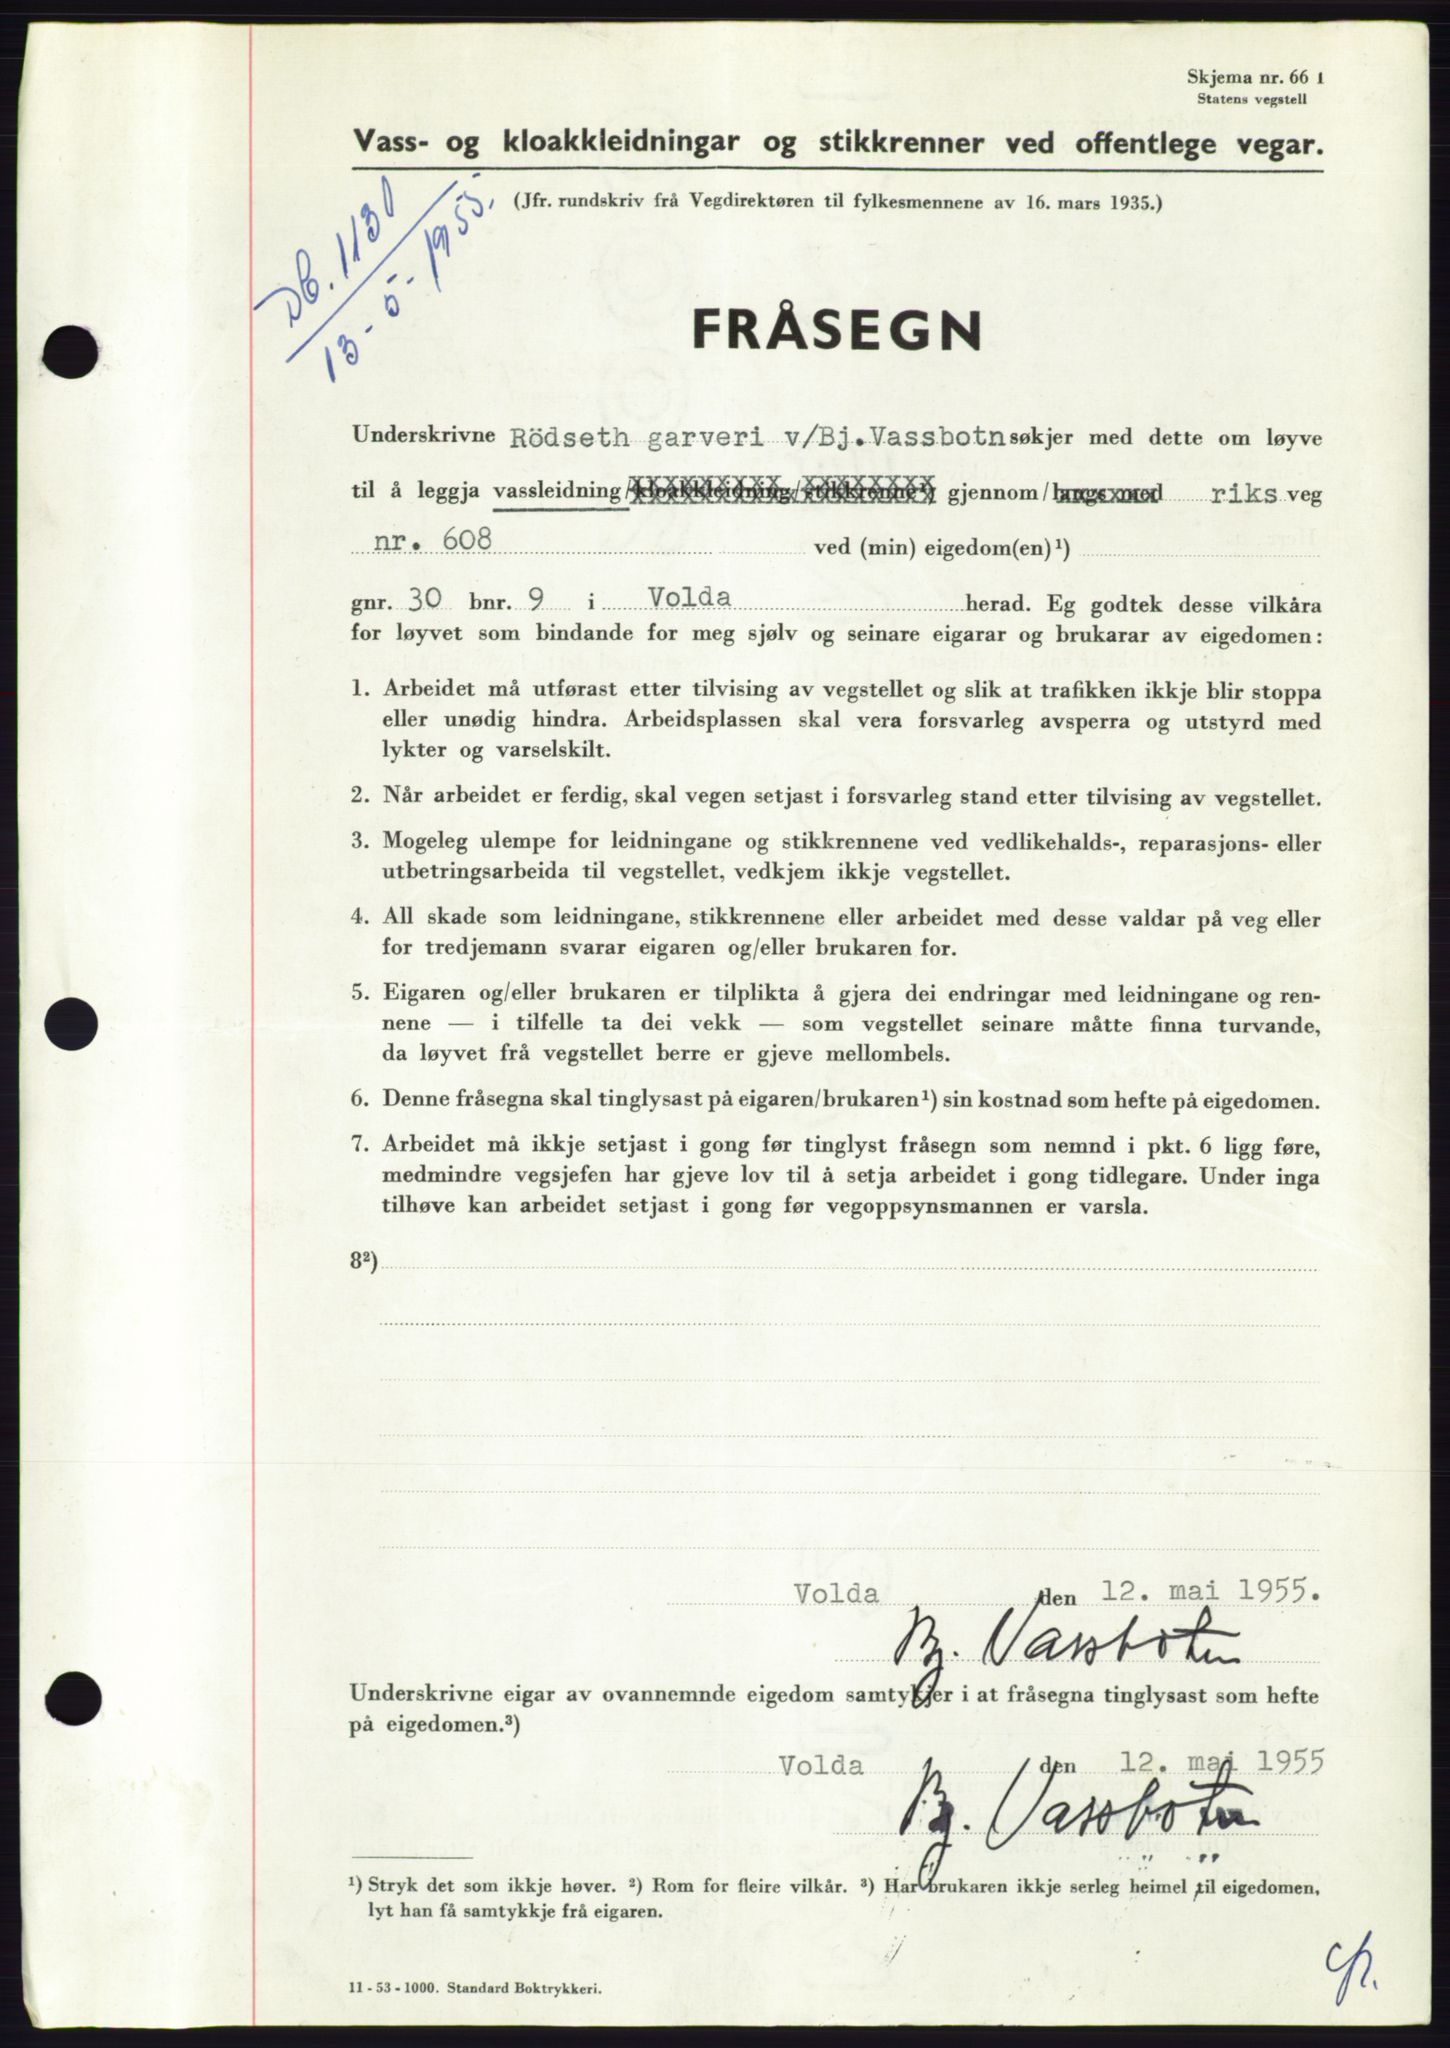 Skjema nr. 66 1
Statens vegstell
Vass- og kloakkleidningar og stikkrenner ved offentlege vegar.
(Jfr. rundskriv frå Vegdirektøren til fylkesmennene av 16. mars 1935.)
Db. 1130
13-5-1955.
FRÅSEGN
Underskrivne Rödseth garveri v/Bj.Vassbotn søkjer med dette om løyve
til å leggja vassleidning/kloakkleidning/stikkrenne¹) gjennom/langs med riks veg
nr. 608 ved (min) eigedom(en)¹)
gnr. 30 bnr. 9 i Volda herad. Eg godtek desse vilkåra
for løyvet som bindande for meg sjølv og seinare eigarar og brukarar av eigedomen:
1. Arbeidet må utførast etter tilvising av vegstellet og slik at trafikken ikkje blir stoppa
eller unødig hindra. Arbeidsplassen skal vera forsvarleg avsperra og utstyrd med
lykter og varselskilt.
2. Når arbeidet er ferdig, skal vegen setjast i forsvarleg stand etter tilvising av vegstellet.
3. Mogeleg ulempe for leidningane og stikkrennene ved vedlikehalds-, reparasjons- eller
utbetringsarbeida til vegstellet, vedkjem ikkje vegstellet.
4. All skade som leidningane, stikkrennene eller arbeidet med desse valdar på veg eller
for tredjemann svarar eigaren og/eller brukaren for.
5. Eigaren og/eller brukaren er tilplikta å gjera dei endringar med leidningane og ren-
nene — i tilfelle ta dei vekk — som vegstellet seinare måtte finna turvande,
da løyvet frå vegstellet berre er gjeve mellombels.
6. Denne fråsegna skal tinglysast på eigaren/brukaren¹) sin kostnad som hefte på eigedomen.
7. Arbeidet må ikkje setjast i gong før tinglyst fråsegn som nemnd i pkt. 6 ligg føre,
medmindre vegsjefen har gjeve lov til å setja arbeidet i gong tidlegare. Under inga
tilhøve kan arbeidet setjast i gong før vegoppsynsmannen er varsla.
8²)
Volda den 12. mai 1955.
Bj. Vassbotn
Underskrivne eigar av ovannemnde eigedom samtykjer i at fråsegna tinglysast som hefte
på eigedomen.³)
Volda den 12. mai 1955
Bj. Vassbotn
¹) Stryk det som ikkje høver. ²) Rom for fleire vilkår. ³) Har brukaren ikkje serleg heimel til eigedomen,
lyt han få samtykkje frå eigaren.
11-53-1000. Standard Boktrykkeri.